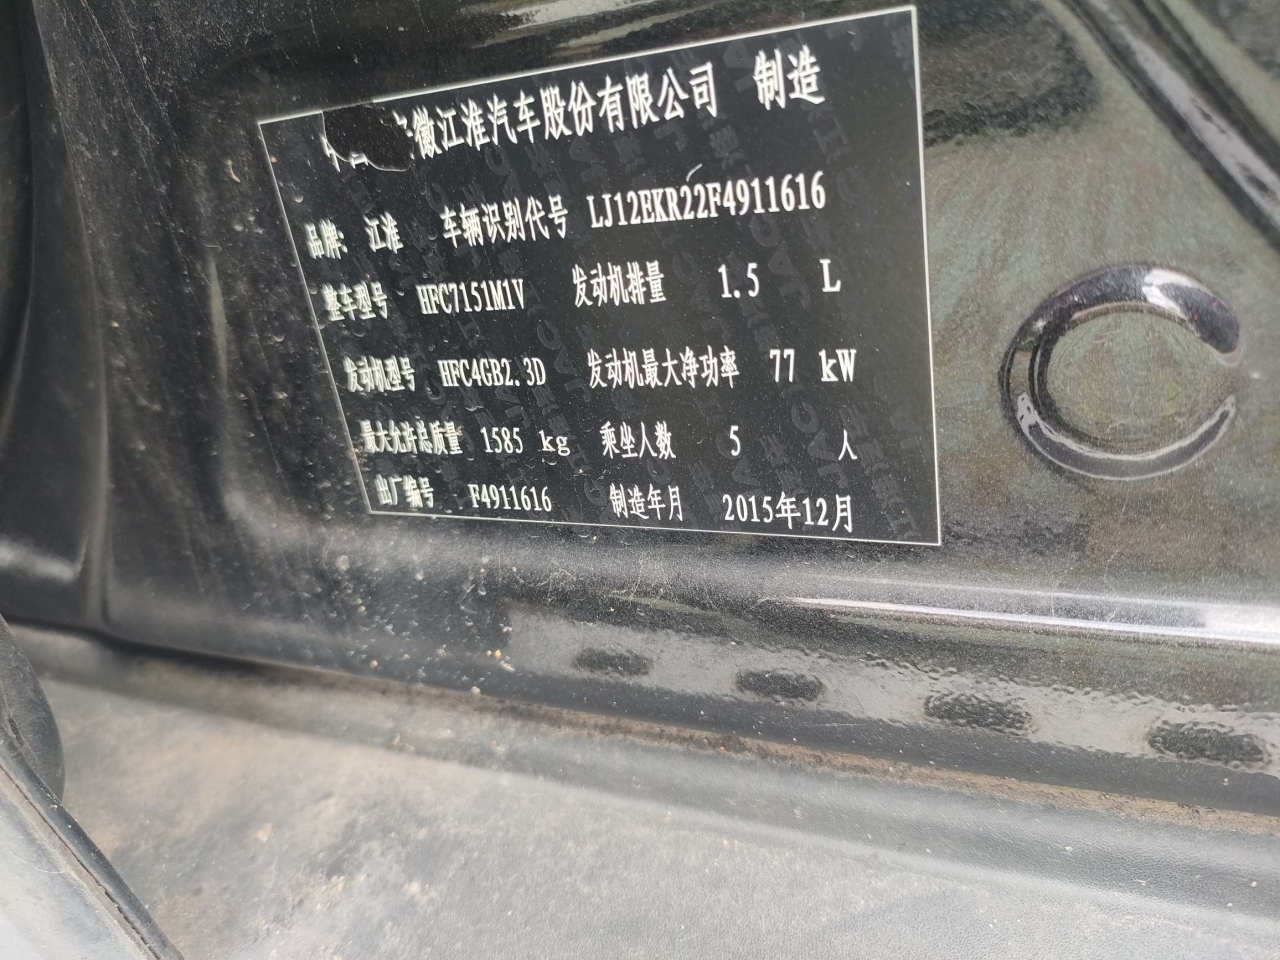 徽江淮汽车股份有限公司 制造
品牌: 江淮 车辆识别代号 LJ12EKR22F4911616
整车型号 HFC7151M1V 发动机排量 1.5 L
发动机型号 HFC4GB2.3D 发动机最大净功率 77 kW
最大允许总质量 1585 kg 乘坐人数 5 人
出厂编号 F4911616 制造年月 2015年12月